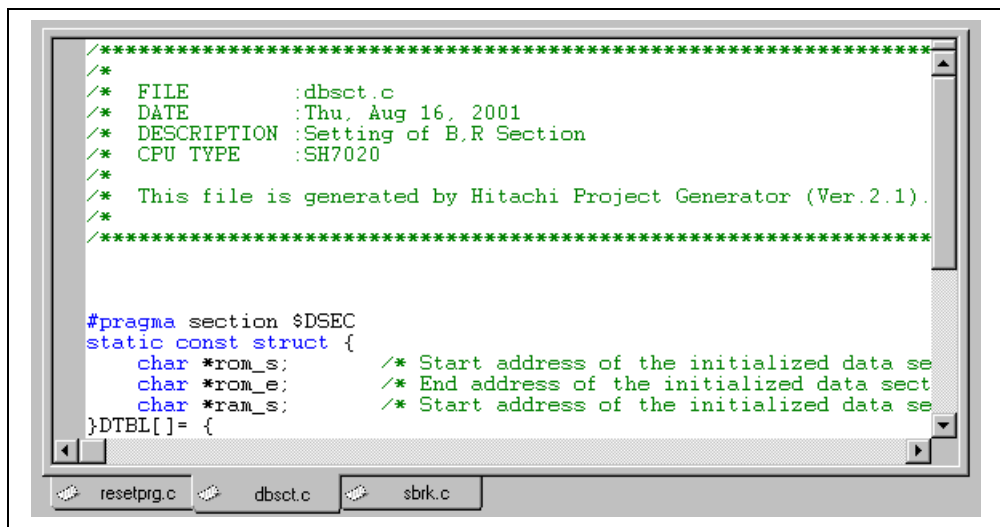 /****************************************************************
/*
/*  FILE        :dbsct.c
/*  DATE        :Thu, Aug 16, 2001
/*  DESCRIPTION :Setting of B,R Section
/*  CPU TYPE    :SH7020
/*
/*  This file is generated by Hitachi Project Generator (Ver.2.1).
/*
/****************************************************************
#pragma section $DSEC
static const struct {
    char *rom_s;       /* Start address of the initialized data se
    char *rom_e;       /* End address of the initialized data sect
    char *ram_s;       /* Start address of the initialized data se
}DTBL[]= {
resetprg.c dbsct.c sbrk.c